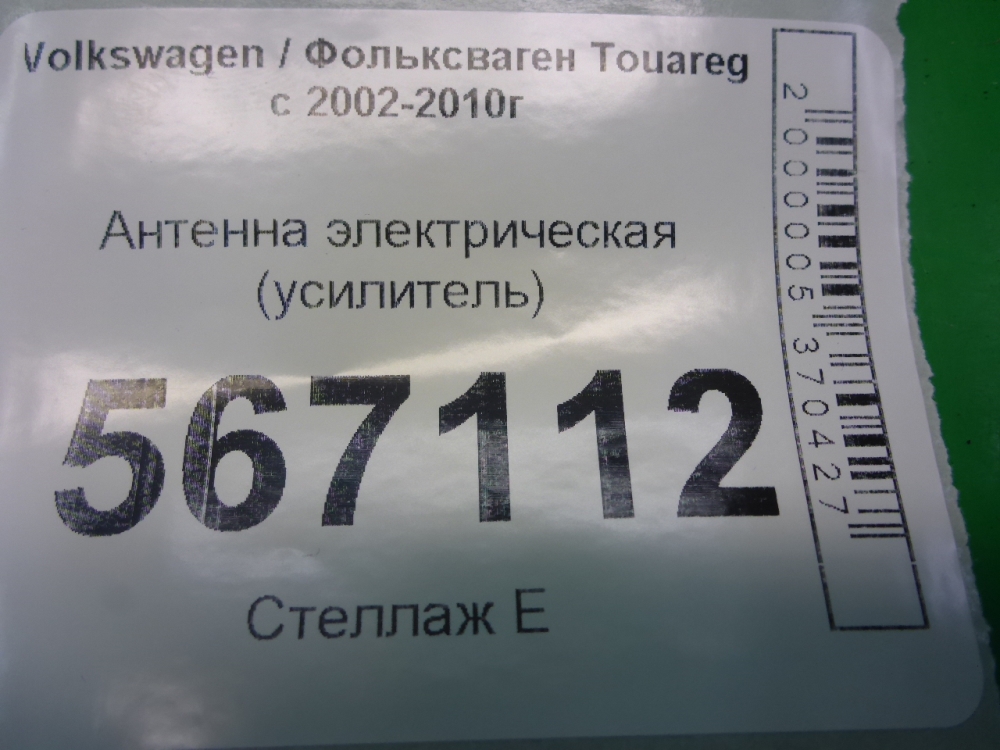 Volkswagen / Фольксваген Touareg
с 2002-2010г
Антенна электрическая
(усилитель)
567112
Стеллаж Е
2000005370427